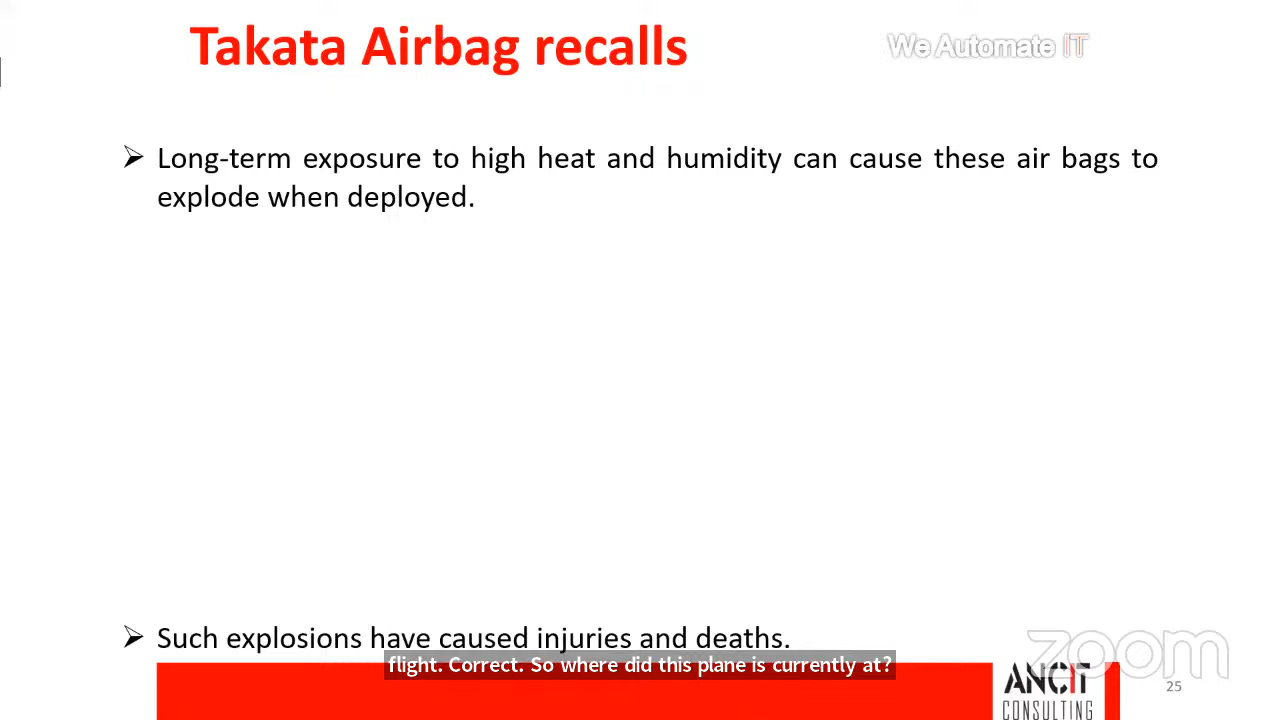 Takata Airbag recalls
We Automate IT
➢ Long-term exposure to high heat and humidity can cause these air bags to
explode when deployed.
➢ Such explosions have caused injuries and deaths.
flight. Correct. So where did this plane is currently at?
zoom
ANCIT
CONSULTING
25